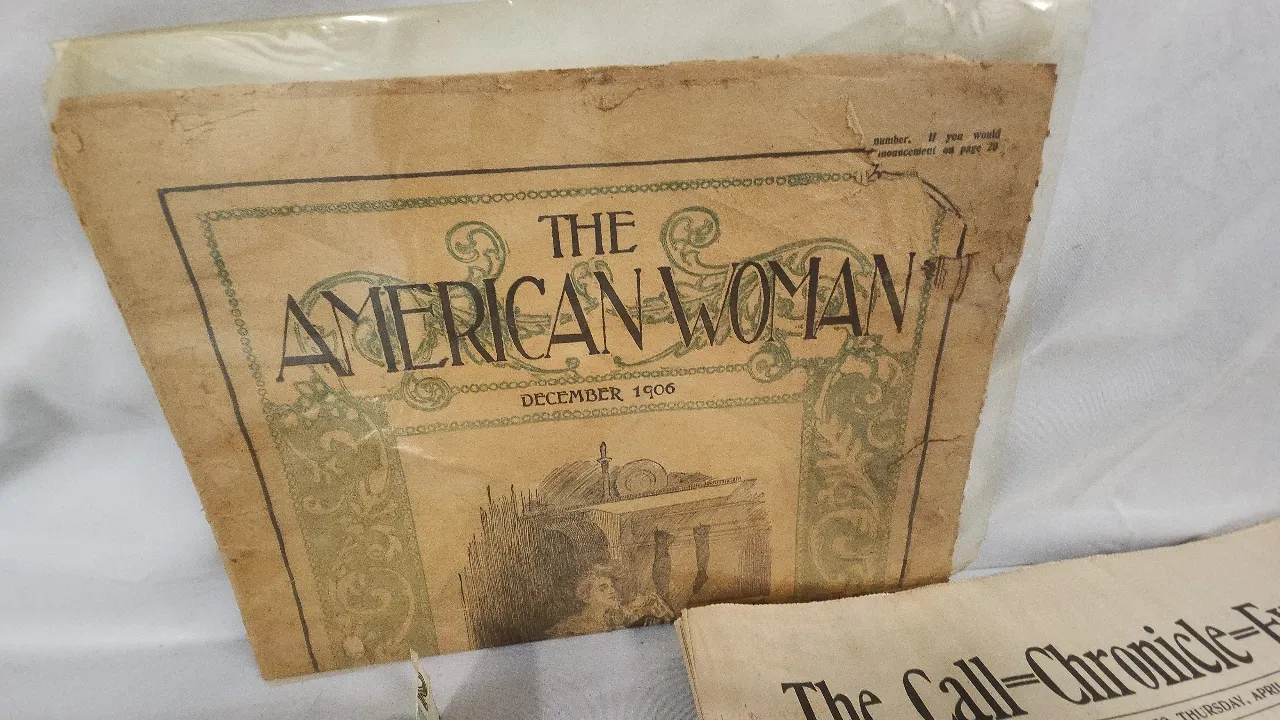 number. If you would
nouncement on page 20
THE
AMERICAN WOMAN
DECEMBER 1906
The Call=Chronicle=E
THURSDAY, APRI